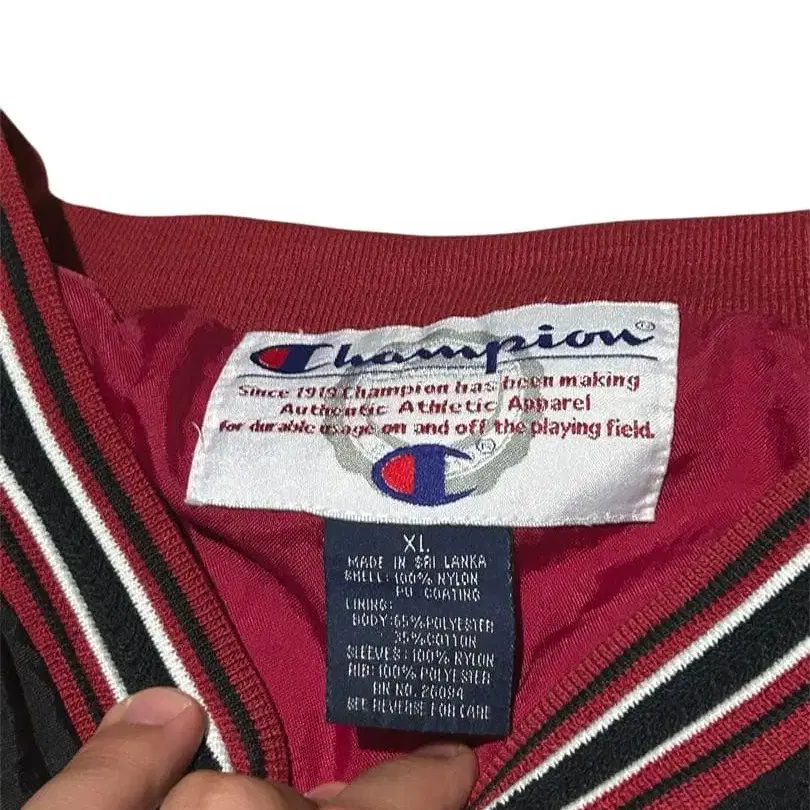 Champion®
Since 1919 Champion has been making
Authentic Athletic Apparel
for durable usage on and off the playing field.
®
XL
MADE IN SRI LANKA
SHELL: 100% NYLON
PU COATING
LINING:
BODY: 65% POLYESTER
35% COTTON
SLEEVES: 100% NYLON
RIB: 100% POLYESTER
RN NO. 26094
SEE REVERSE FOR CARE